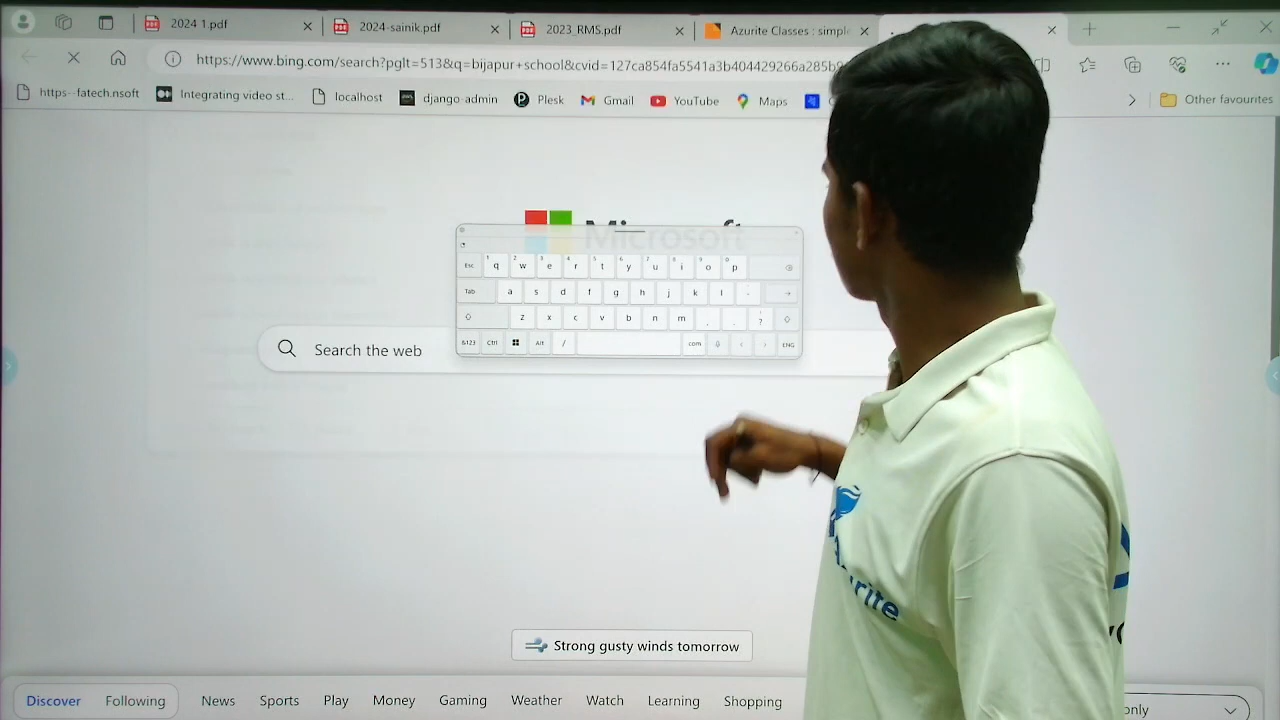 2024 1.pdf
2024-sainik.pdf
2023_RMS.pdf
Azurite Classes : simple
https://www.bing.com/search?pglt=513&q=bijapur+school&cvid=127ca854fa5541a3b404429266a285b9
https--fatech.nsoft
Integrating video st...
localhost
django admin
Plesk
Gmail
YouTube
Maps
Other favourites
Microsoft
Esc q w e r t y u i o p
Tab a s d f g h j k l
z x c v b n m
&123 Ctrl Alt / com ENG
Search the web
Strong gusty winds tomorrow
Discover Following News Sports Play Money Gaming Weather Watch Learning Shopping
only